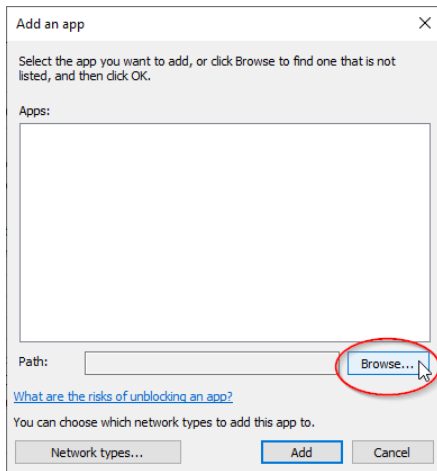 Add an app
Select the app you want to add, or click Browse to find one that is not
listed, and then click OK.
Apps:
Path:
Browse...
What are the risks of unblocking an app?
You can choose which network types to add this app to.
Network types...
Add
Cancel